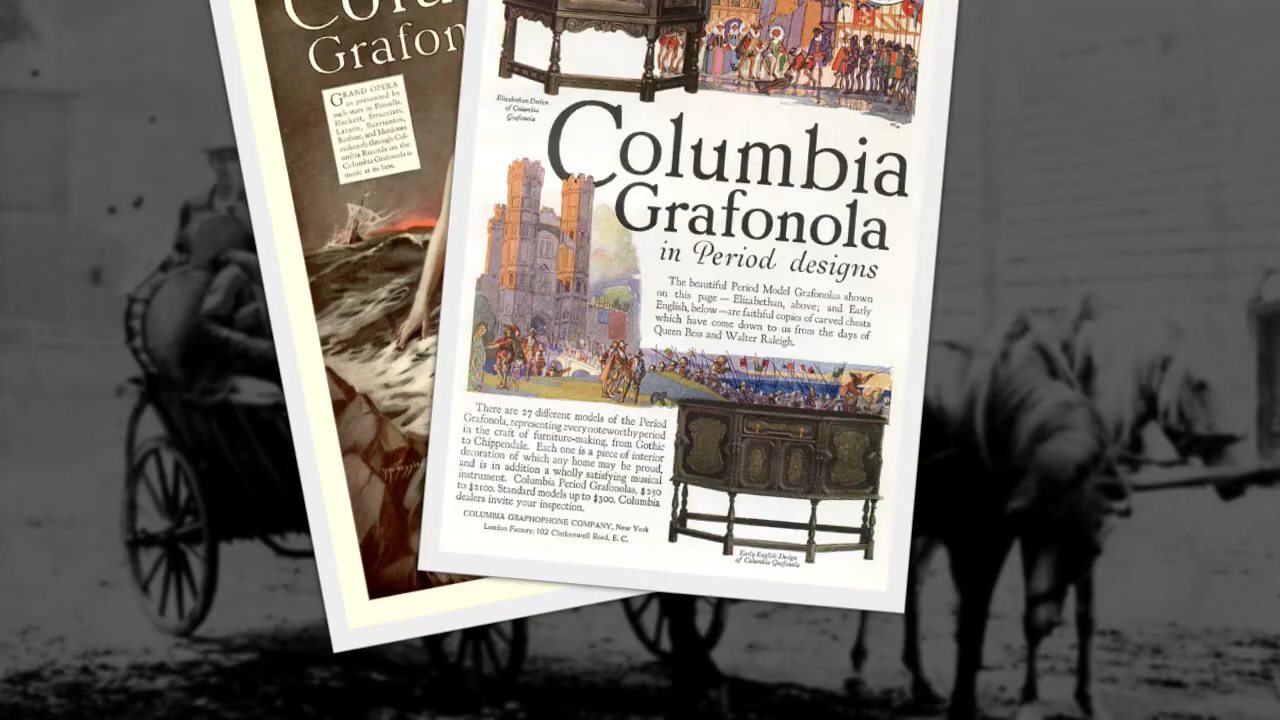 Colu
Grafon
GRAND OPERA
as presented by
such stars as Ponselle,
Hackett, Stracciari,
Lazaro, Barrientos,
Rothier, and Mardones
exclusively through Col-
umbia Records on the
Columbia Grafonola is
music at its best.
Elizabethan Design
of Columbia
Grafonola
Columbia
Grafonola
in Period designs
The beautiful Period Model Grafonolas shown
on this page — Elizabethan, above; and Early
English, below — are faithful copies of carved chests
which have come down to us from the days of
Queen Bess and Walter Raleigh.
There are 27 different models of the Period
Grafonola, representing every noteworthy period
in the craft of furniture-making, from Gothic
to Chippendale. Each one is a piece of interior
decoration of which any home may be proud,
and is in addition a wholly satisfying musical
instrument. Columbia Period Grafonolas, $250
to $2100. Standard models up to $300. Columbia
dealers invite your inspection.
COLUMBIA GRAPHOPHONE COMPANY, New York
London Factory: 102 Clerkenwell Road, E. C.
Early English Design
of Columbia Grafonola